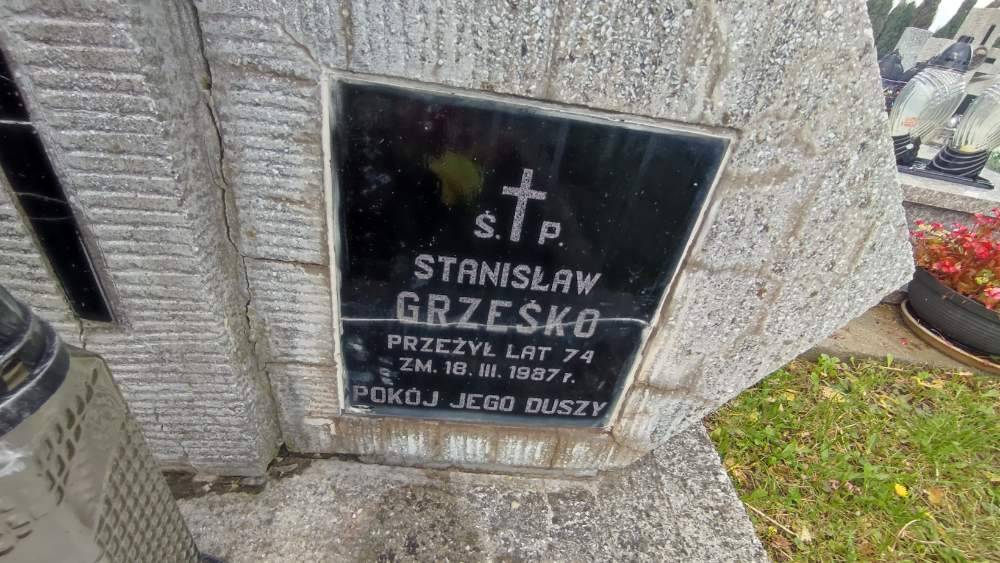 Ś. P.
STANISŁAW
GRZEŚKO
PRZEŻYŁ LAT 74
ZM. 18. III. 1987 r.
POKÓJ JEGO DUSZY